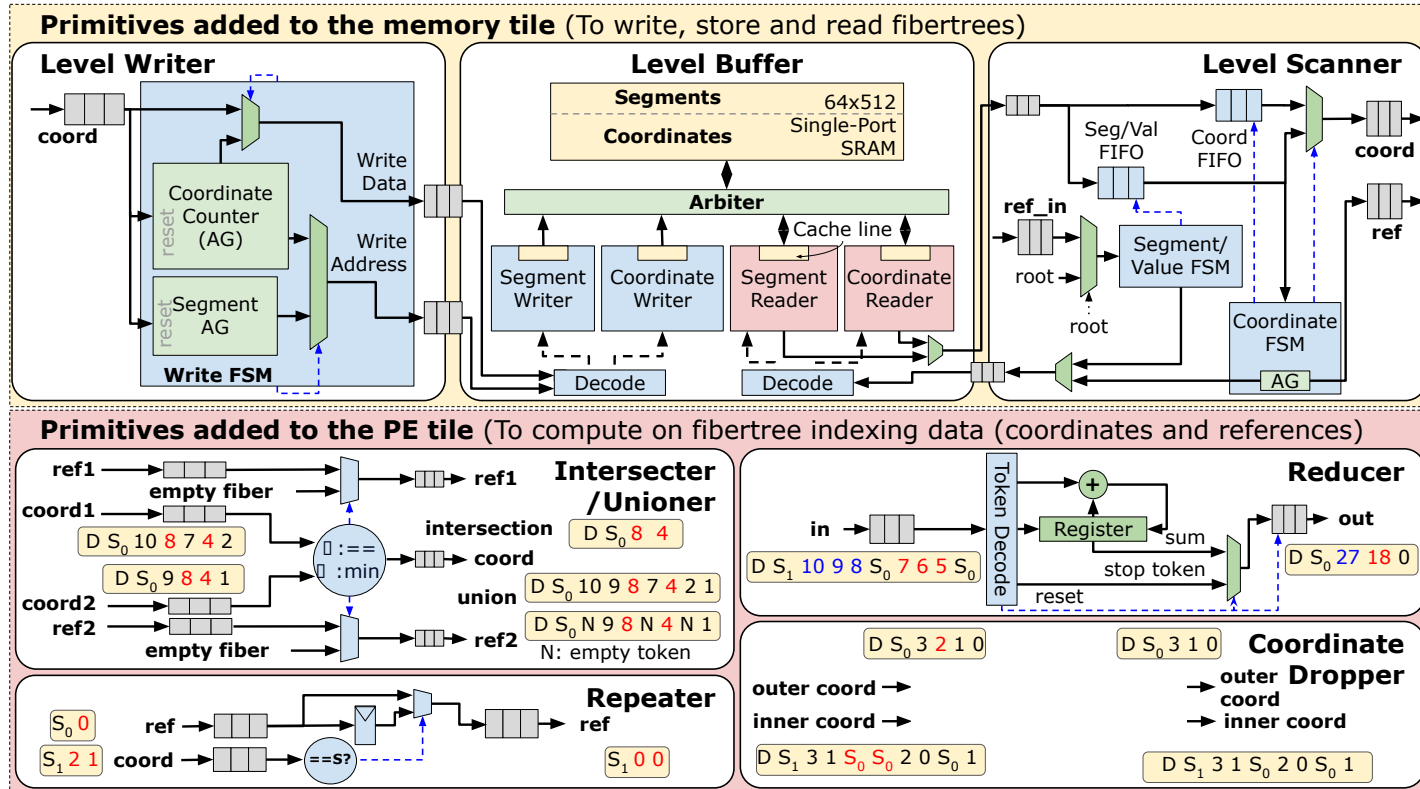 Primitives added to the memory tile (To write, store and read fibertrees)
Level Writer
coord
Coordinate
Counter
(AG)
reset
Segment
AG
reset
Write FSM
Write
Data
Write
Address
Level Buffer
Segments
Coordinates
64x512
Single-Port
SRAM
Arbiter
Cache line
Segment
Writer
Coordinate
Writer
Segment
Reader
Coordinate
Reader
Decode
Decode
Level Scanner
Seg/Val
FIFO
Coord
FIFO
coord
ref_in
root
root
Segment/
Value FSM
ref
Coordinate
FSM
AG
Primitives added to the PE tile (To compute on fibertree indexing data (coordinates and references)
Intersecter
/Unioner
ref1
empty fiber
ref1
coord1
D S0 10 8 7 4 2
D S0 9 8 4 1
coord2
ref2
empty fiber
▯ :==
▯ :min
intersection
D S0 8 4
coord
D S0 10 9 8 7 4 2 1
union
D S0 N 9 8 N 4 N 1
ref2
N: empty token
Repeater
S0 0
ref
S1 2 1
coord
==S?
ref
S1 0 0
Reducer
in
D S1 10 9 8 S0 7 6 5 S0
Token Decode
+
Register
sum
stop token
reset
out
D S0 27 18 0
Coordinate
Dropper
D S0 3 2 1 0
D S0 3 1 0
outer coord
inner coord
outer
coord
inner coord
D S1 3 1 S0 S0 2 0 S0 1
D S1 3 1 S0 2 0 S0 1